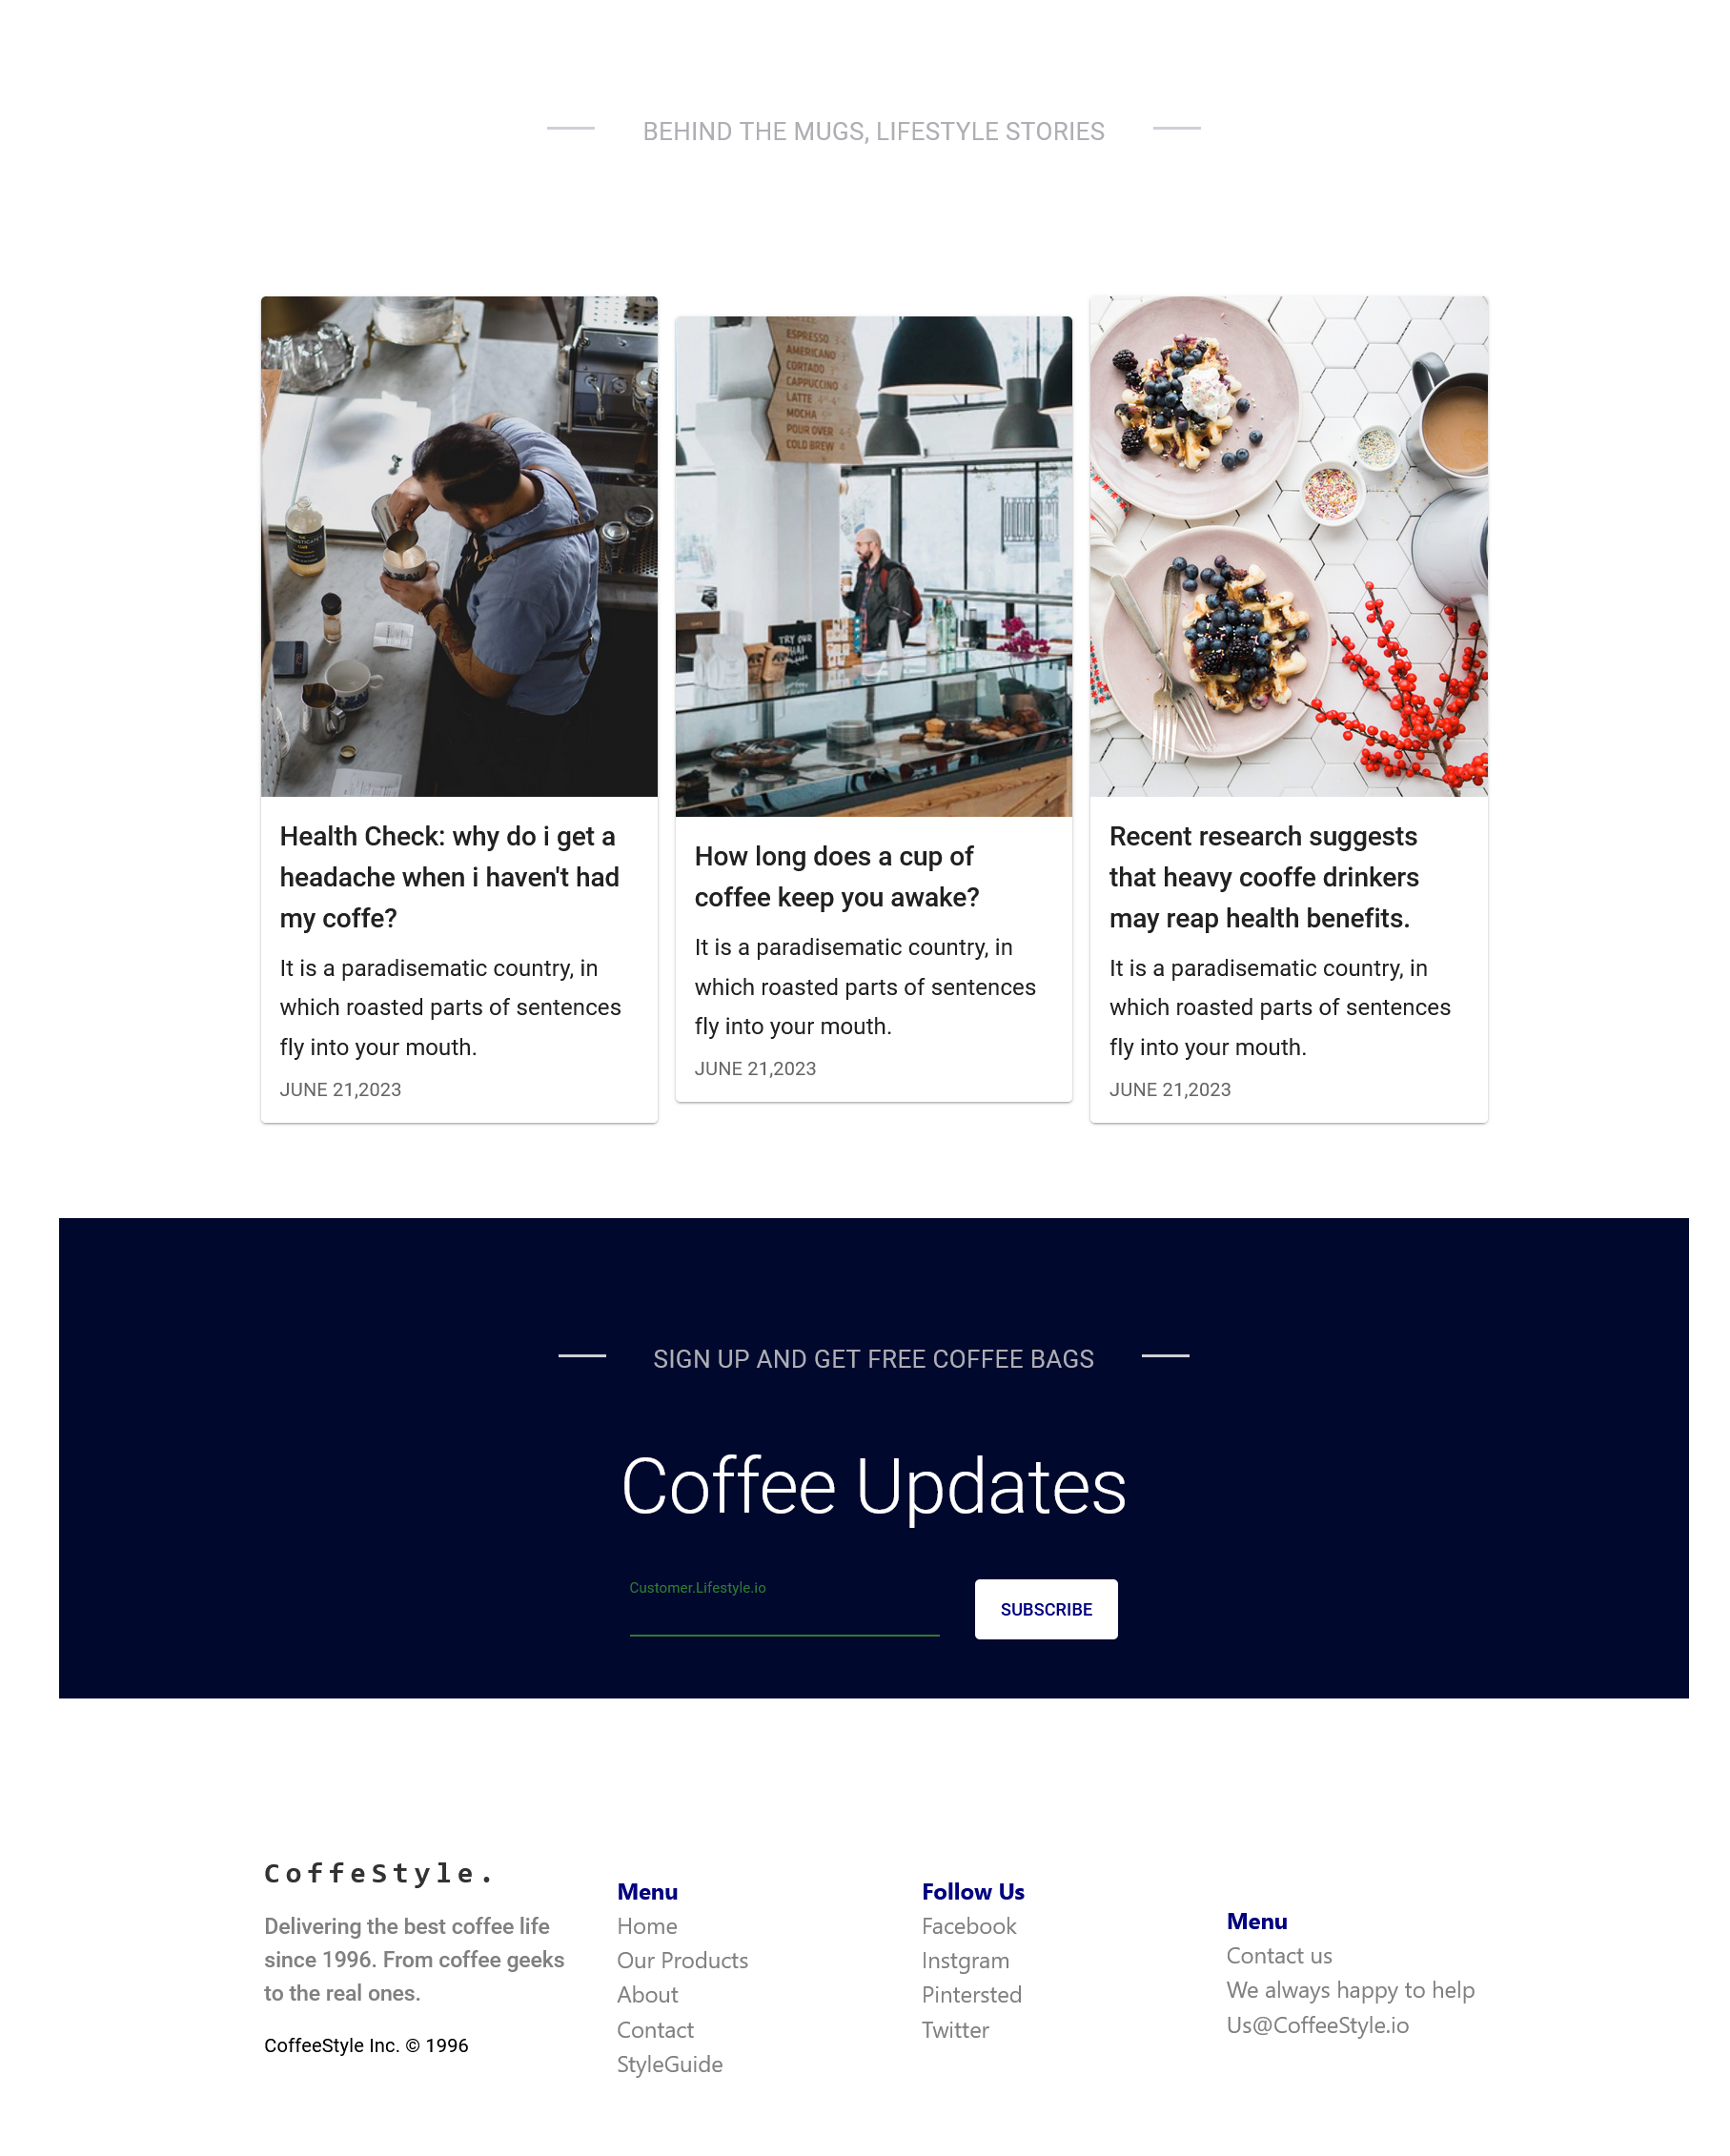 BEHIND THE MUGS, LIFESTYLE STORIES
ESPRESSO
AMERICANO
CORTADO
CAPPUCCINO
LATTE
MOCHA
POUR OVER
COLD BREW
TRY OUR
Health Check: why do i get a
headache when i haven't had
my coffe?
It is a paradisematic country, in
which roasted parts of sentences
fly into your mouth.
JUNE 21,2023
How long does a cup of
coffee keep you awake?
It is a paradisematic country, in
which roasted parts of sentences
fly into your mouth.
JUNE 21,2023
Recent research suggests
that heavy cooffe drinkers
may reap health benefits.
It is a paradisematic country, in
which roasted parts of sentences
fly into your mouth.
JUNE 21,2023
SIGN UP AND GET FREE COFFEE BAGS
Coffee Updates
Customer.Lifestyle.io
SUBSCRIBE
CoffeStyle.
Delivering the best coffee life
since 1996. From coffee geeks
to the real ones.
CoffeeStyle Inc. © 1996
Menu
Home
Our Products
About
Contact
StyleGuide
Follow Us
Facebook
Instgram
Pintersted
Twitter
Menu
Contact us
We always happy to help
Us@CoffeeStyle.io